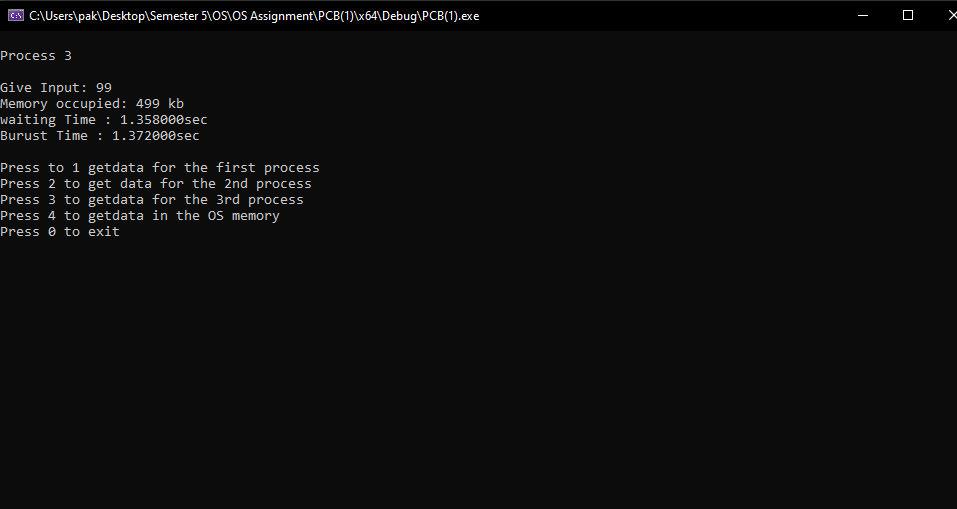 C:\Users\pak\Desktop\Semester 5\OS\OS Assignment\PCB(1)\x64\Debug\PCB(1).exe
Process 3
Give Input: 99
Memory occupied: 499 kb
waiting Time : 1.358000sec
Burust Time : 1.372000sec
Press to 1 getdata for the first process
Press 2 to get data for the 2nd process
Press 3 to getdata for the 3rd process
Press 4 to getdata in the OS memory
Press 0 to exit